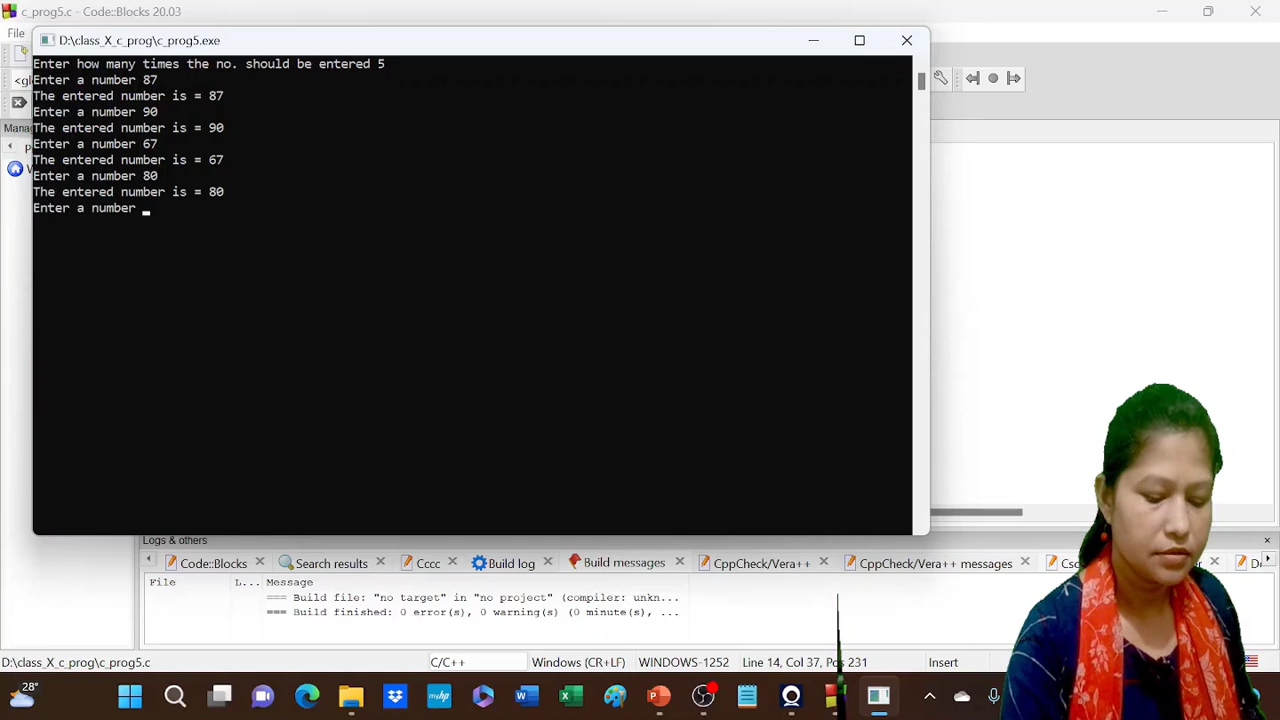 c_prog5.c - Code::Blocks 20.03
File
D:\class_X_c_prog\c_prog5.exe
Enter how many times the no. should be entered 5
Enter a number 87
The entered number is = 87
Enter a number 90
The entered number is = 90
Enter a number 67
The entered number is = 67
Enter a number 80
The entered number is = 80
Enter a number
Logs & others
Code::Blocks
Search results
Cccc
Build log
Build messages
CppCheck/Vera++
CppCheck/Vera++ messages
File L... Message
=== Build file: "no target" in "no project" (compiler: unkn...
=== Build finished: 0 error(s), 0 warning(s) (0 minute(s), ...
D:\class_X_c_prog\c_prog5.c C/C++ Windows (CR+LF) WINDOWS-1252 Line 14, Col 37, Pos 231 Insert
28°